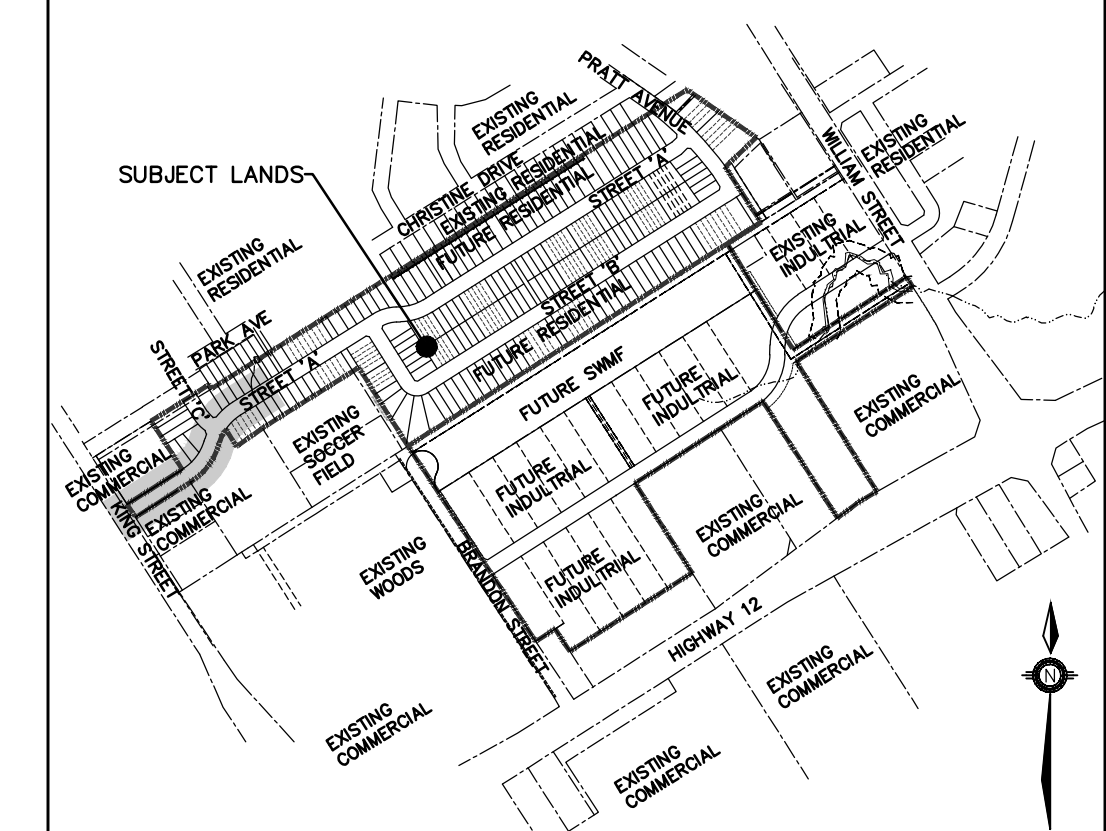 PRATT AVENUE
EXISTING
RESIDENTIAL
WILLIAM STREET
EXISTING
RESIDENTIAL
SUBJECT LANDS
CHRISTINE DRIVE
EXISTING RESIDENTIAL
FUTURE RESIDENTIAL
STREET 'A'
EXISTING
RESIDENTIAL
EXISTING
INDULTRIAL
STREET 'B'
FUTURE RESIDENTIAL
PARK AVE
STREET 'C'
STREET 'A'
FUTURE SWMF
FUTURE
INDULTRIAL
EXISTING
COMMERCIAL
EXISTING
SOCCER
FIELD
EXISTING
COMMERCIAL
EXISTING
COMMERCIAL
KING STREET
FUTURE
INDULTRIAL
EXISTING
COMMERCIAL
EXISTING
WOODS
BRANDON STREET
FUTURE
INDULTRIAL
HIGHWAY 12
EXISTING
COMMERCIAL
EXISTING
COMMERCIAL
EXISTING
COMMERCIAL
N